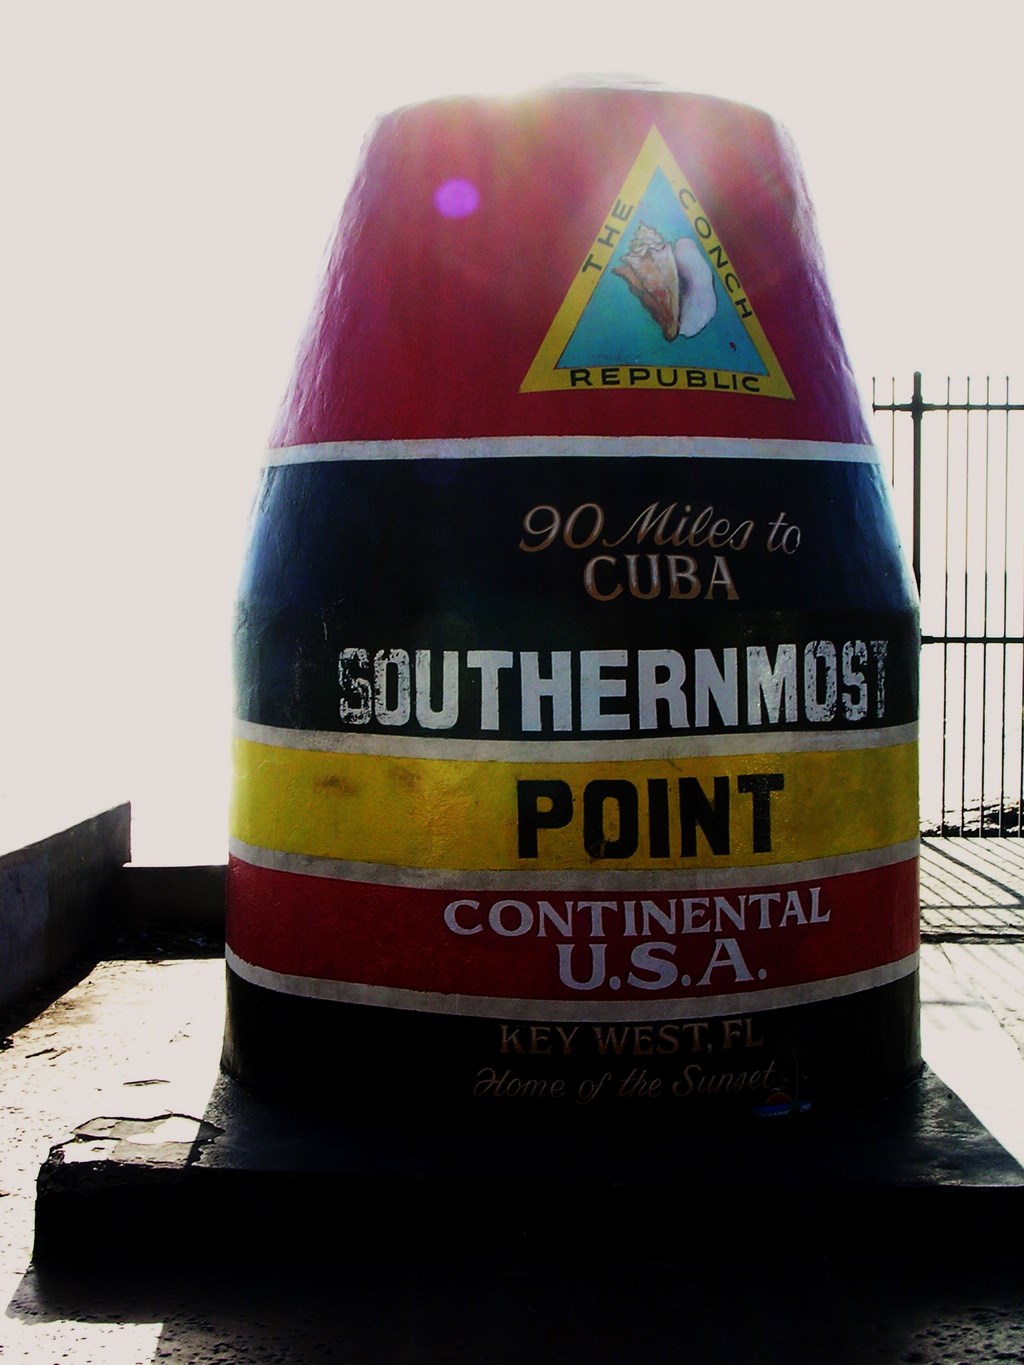 THE CONCH
REPUBLIC
90 Miles to
CUBA
SOUTHERNMOST
POINT
CONTINENTAL
U.S.A.
KEY WEST, FL
Home of the Sunset